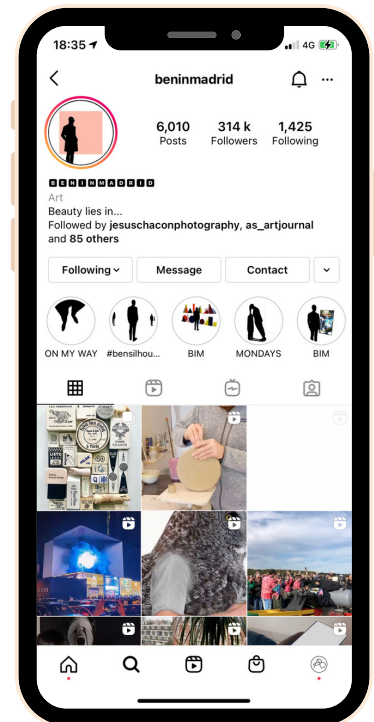 18:35 4G
beninmadrid
6,010 314 k 1,425
Posts Followers Following
BENINMADRID
Art
Beauty lies in...
Followed by jesuschaconphotography, as_artjournal
and 85 others
Following Message Contact
ON MY WAY #bensilhou... BIM MONDAYS BIM